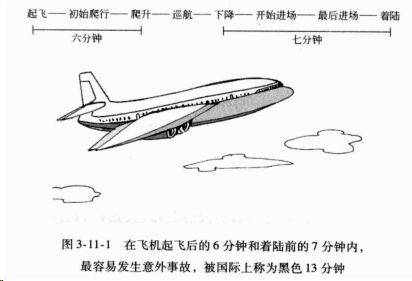 起飞——初始爬行——爬升——巡航——下降——开始进场——最后进场——着陆
六分钟 七分钟
图 3-11-1 在飞机起飞后的 6 分钟和着陆前的 7 分钟内，
最容易发生意外事故，被国际上称为黑色 13 分钟